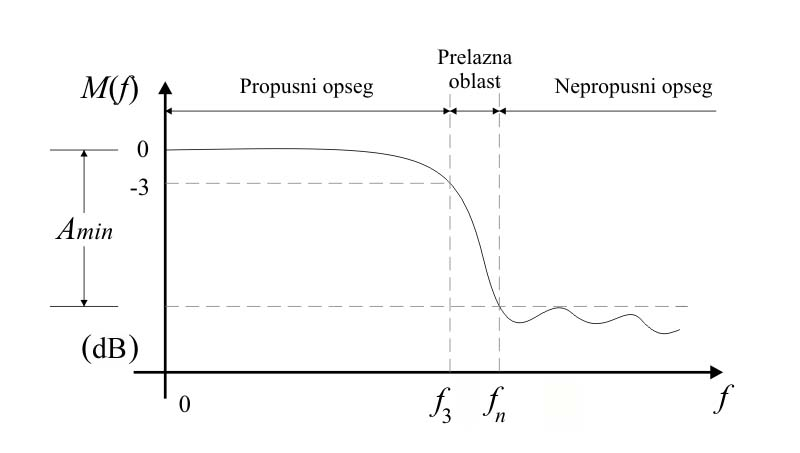 Prelazna
oblast
M(f)
Propusni opseg
Nepropusni opseg
0
-3
Amin
(dB)
0
f3
fn
f